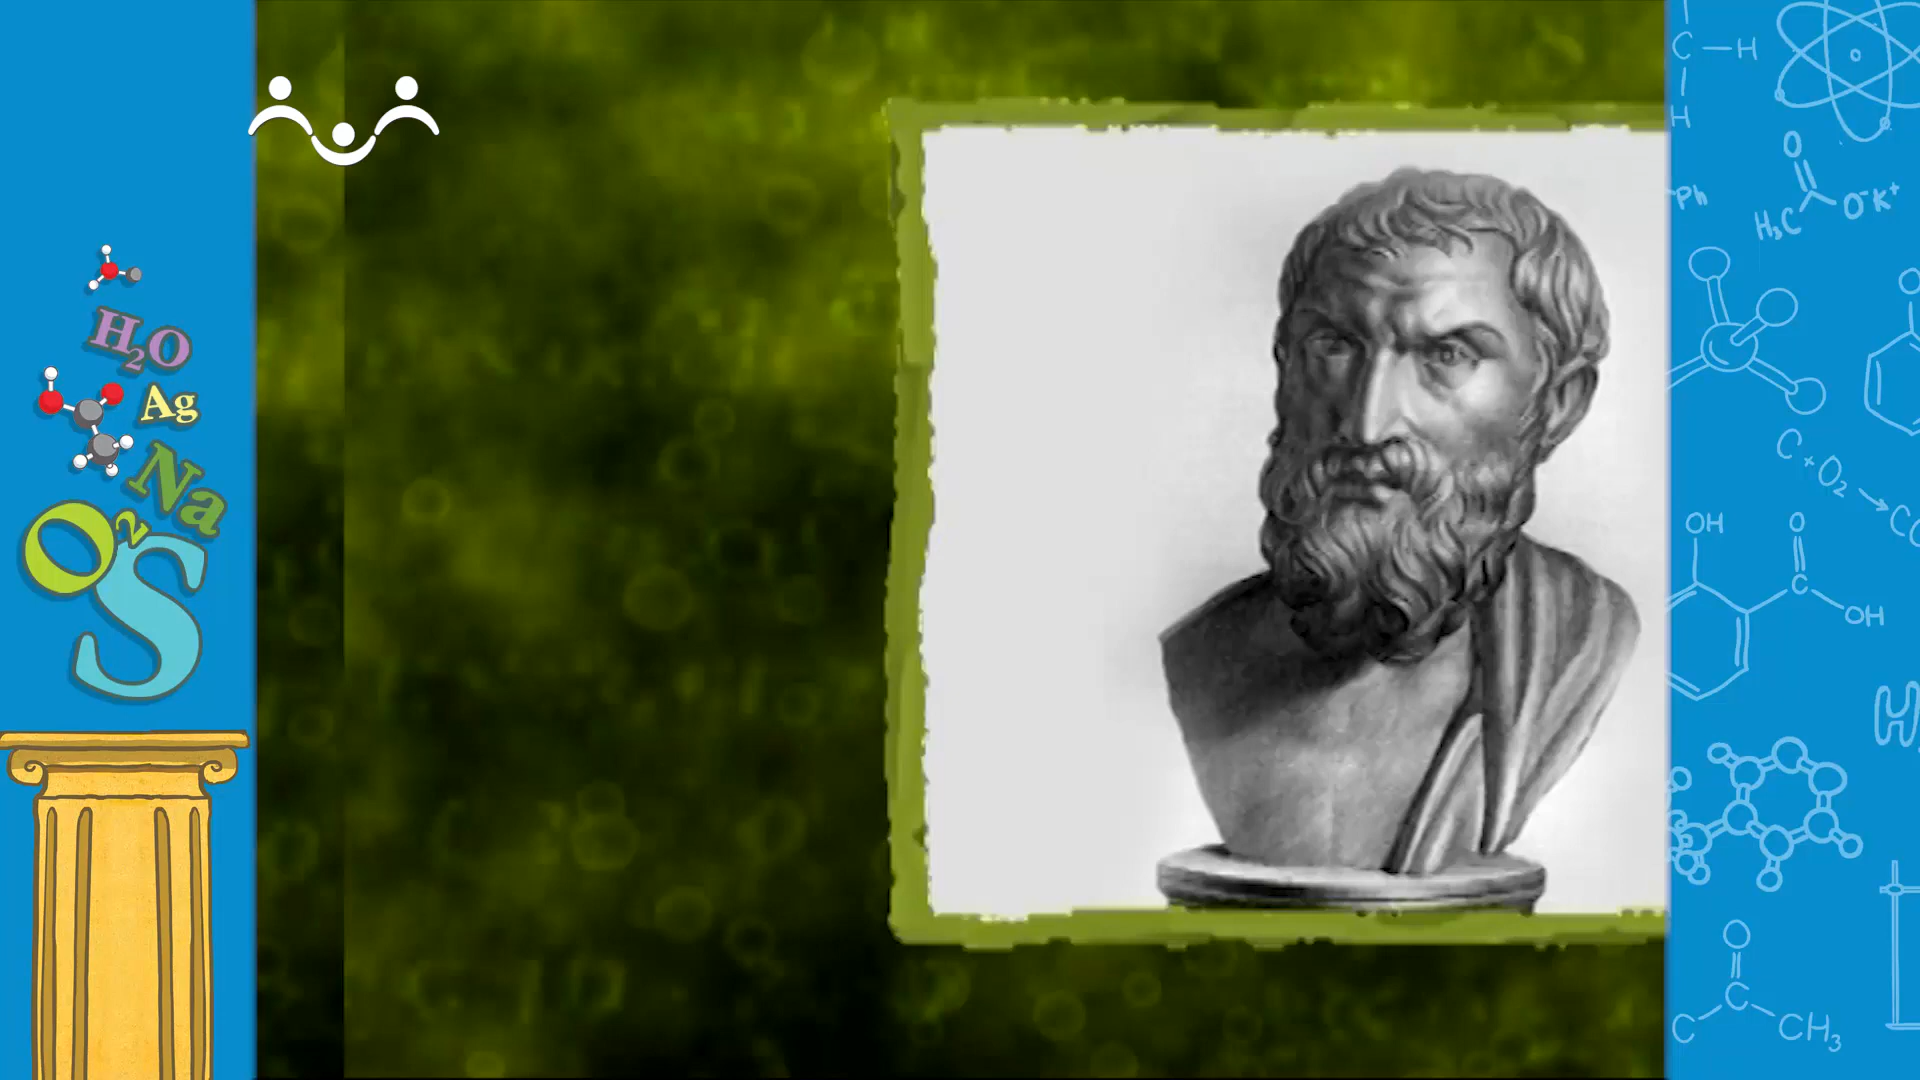 H₂O
Ag
Na
O₂
S
C—H
H
Ph
O
H₃C
O⁻K⁺
O
C+O₂→
OH
O
C
OH
H
O
C
C
CH₃